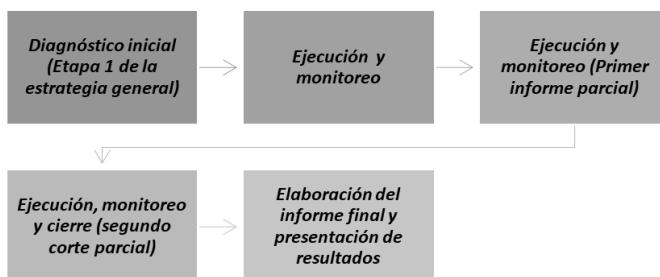 Diagnóstico inicial
(Etapa 1 de la
estrategia general)
Ejecución y
monitoreo
Ejecución y
monitoreo (Primer
informe parcial)
Ejecución, monitoreo
y cierre (segundo
corte parcial)
Elaboración del
informe final y
presentación de
resultados